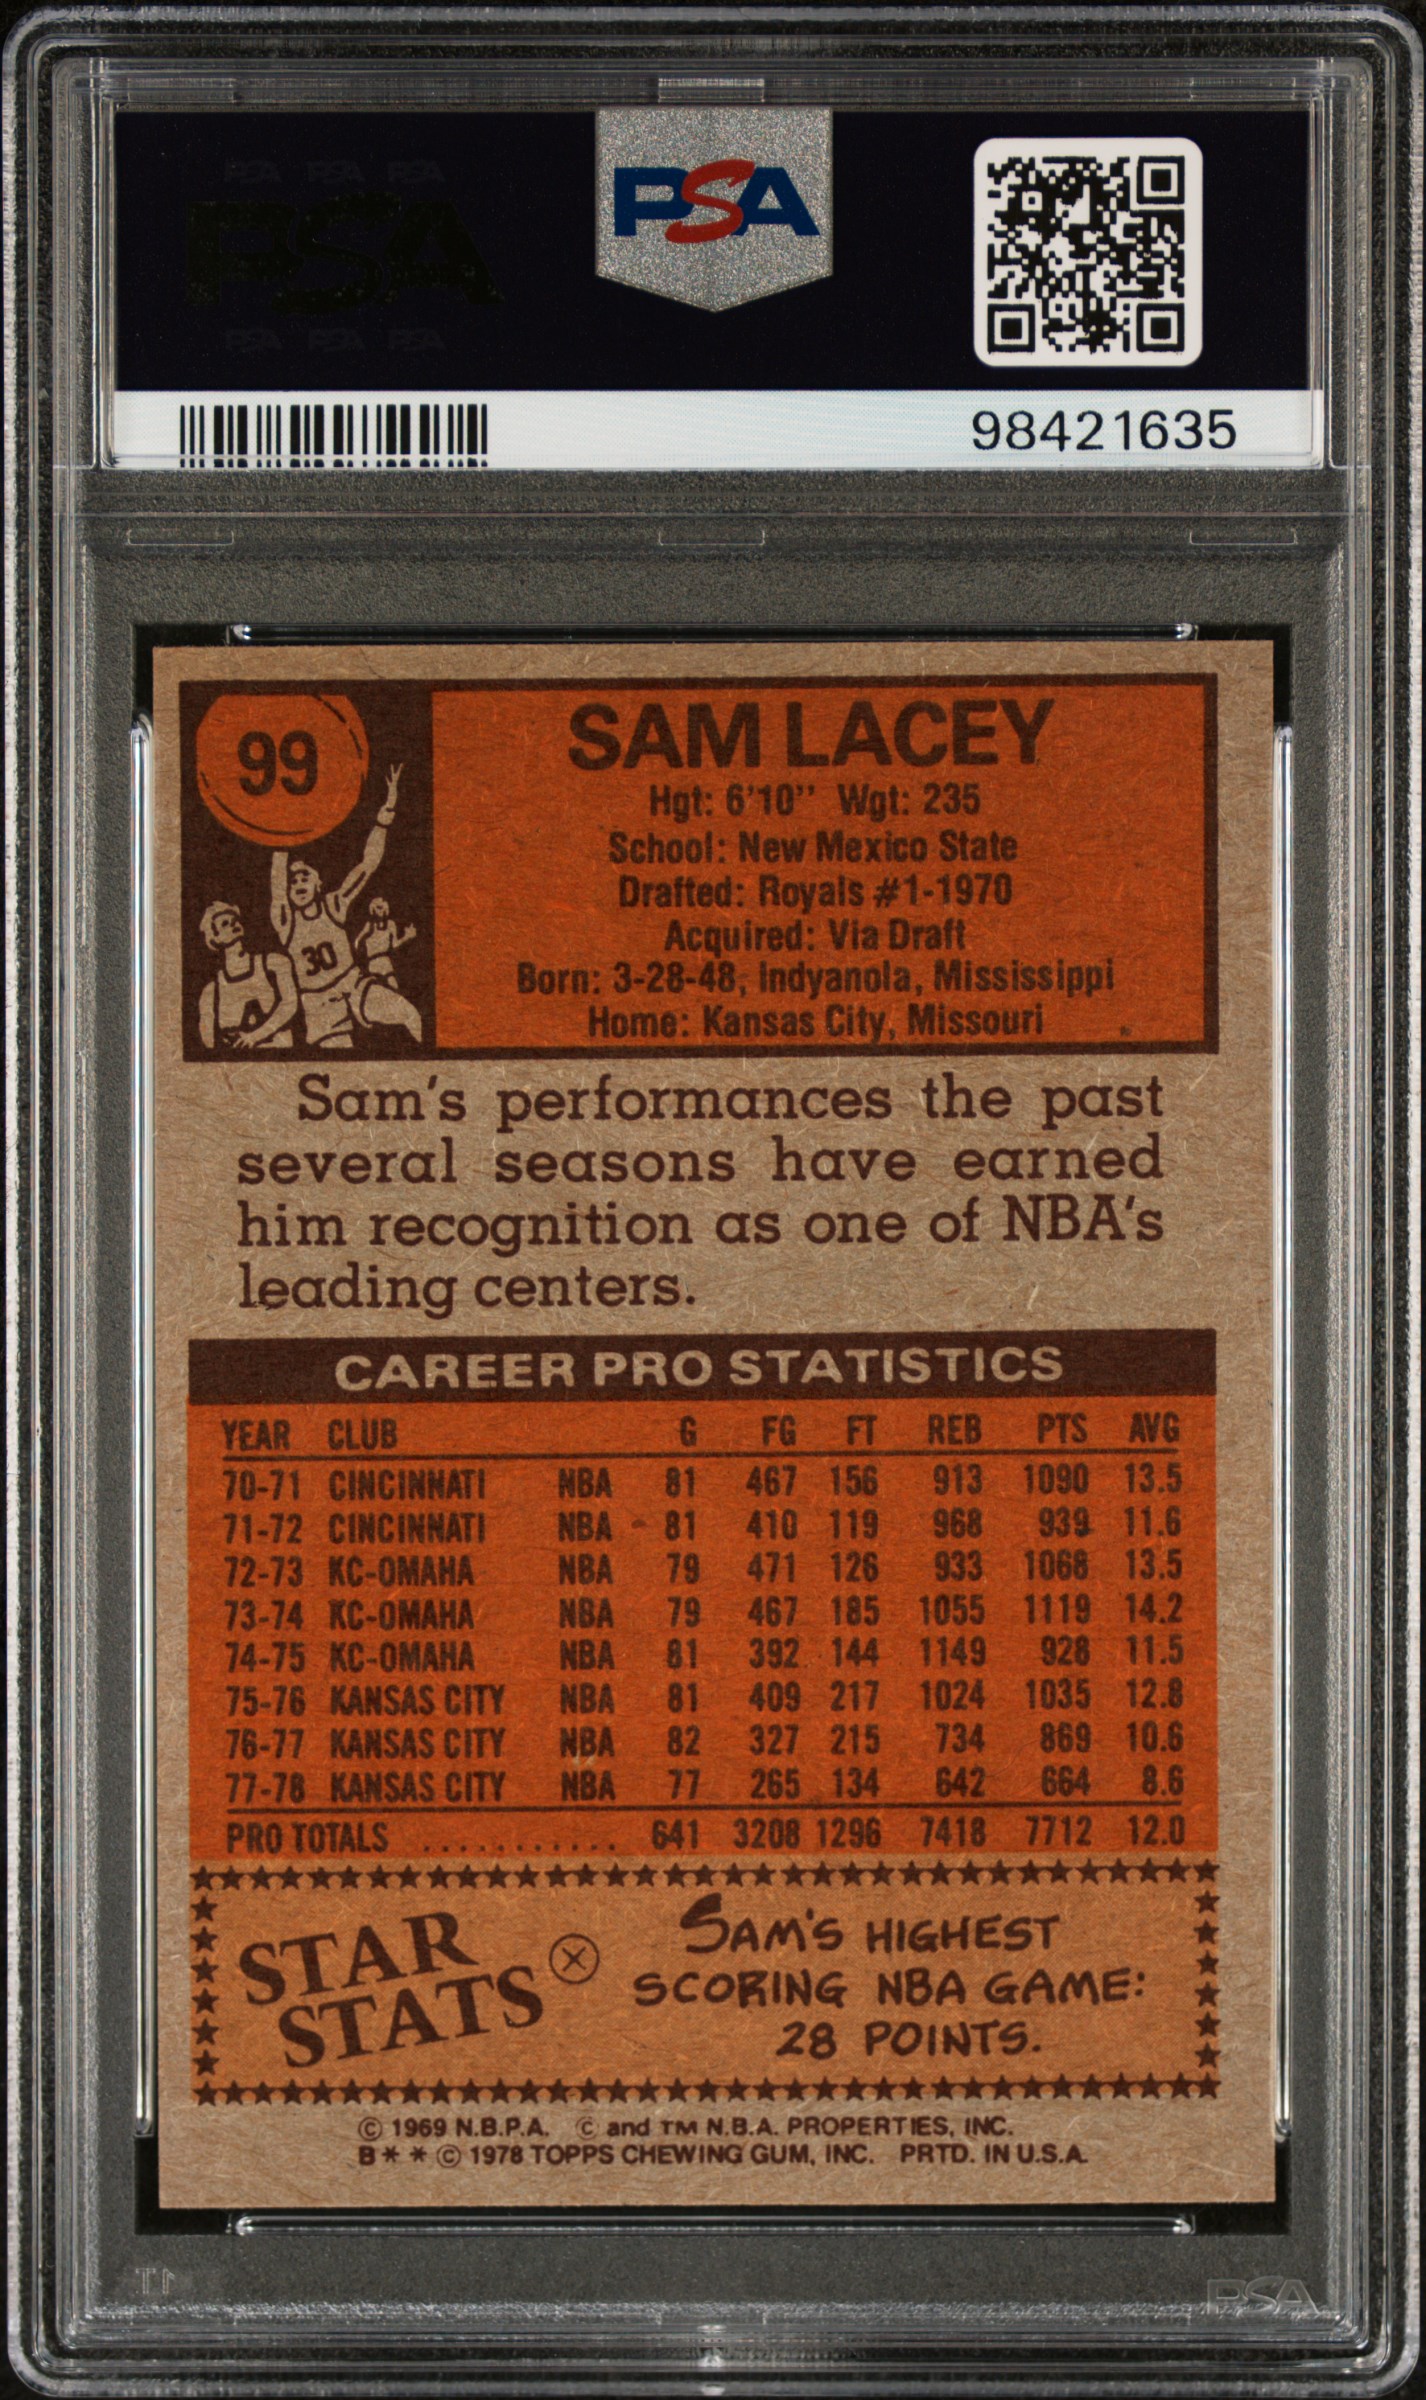 PSA PSA PSA
PSA
PSA PSA PSA
PSA
98421635
99
30
SAM LACEY
Hgt: 6'10'' Wgt: 235
School: New Mexico State
Drafted: Royals #1-1970
Acquired: Via Draft
Born: 3-28-48, Indyanola, Mississippi
Home: Kansas City, Missouri
Sam's performances the past
several seasons have earned
him recognition as one of NBA's
leading centers.
CAREER PRO STATISTICS
YEAR CLUB G FG FT REB PTS AVG
70-71 CINCINNATI NBA 81 467 156 913 1090 13.5
71-72 CINCINNATI NBA 81 410 119 968 939 11.6
72-73 KC-OMAHA NBA 79 471 126 933 1068 13.5
73-74 KC-OMAHA NBA 79 467 185 1055 1119 14.2
74-75 KC-OMAHA NBA 81 392 144 1149 928 11.5
75-76 KANSAS CITY NBA 81 409 217 1024 1035 12.8
76-77 KANSAS CITY NBA 82 327 215 734 869 10.6
77-78 KANSAS CITY NBA 77 265 134 642 664 8.6
PRO TOTALS ........... 641 3208 1296 7418 7712 12.0
STAR
STATS
SAM'S HIGHEST
SCORING NBA GAME:
28 POINTS.
© 1969 N.B.P.A. © and TM N.B.A. PROPERTIES, INC.
B * * © 1978 TOPPS CHEWING GUM, INC. PRTD. IN U.S.A.
PSA